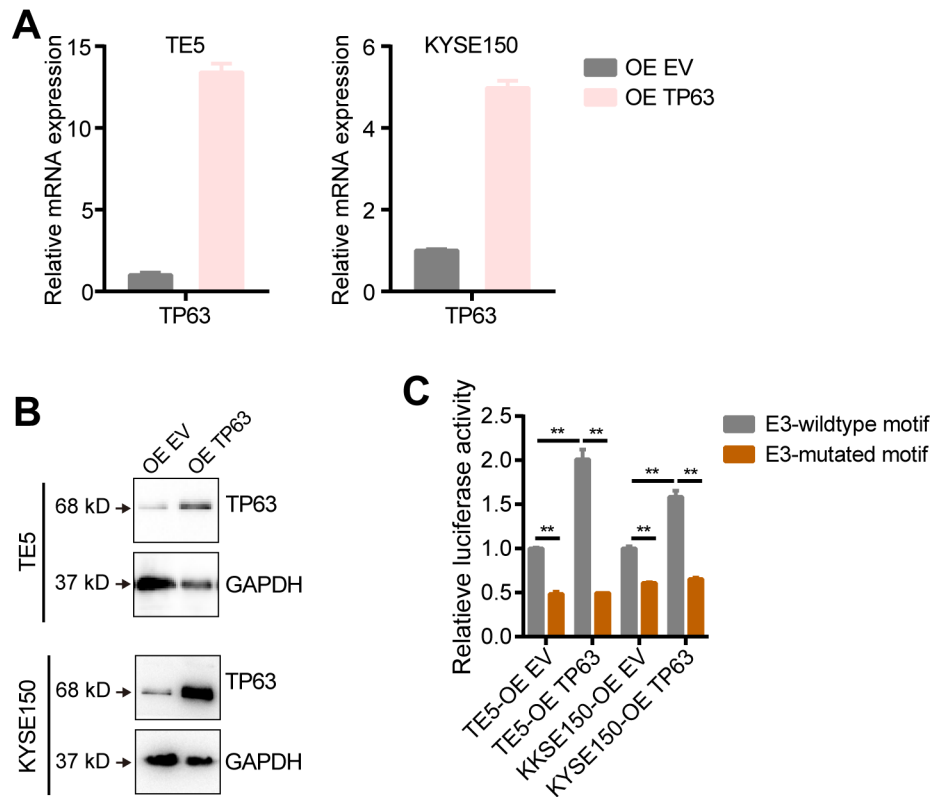 A
TE5
KYSE150
Relative mRNA expression
15
10
5
0
TP63
Relative mRNA expression
6
4
2
0
TP63
OE EV
OE TP63
B
OE EV
OE TP63
TE5
68 kD
TP63
37 kD
GAPDH
KYSE150
68 kD
TP63
37 kD
GAPDH
C
Relatieve luciferase activity
2.5
2.0
1.5
1.0
0.5
0.0
**
**
**
**
**
**
TE5-OE EV
TE5-OE TP63
KKSE150-OE EV
KYSE150-OE TP63
E3-wildtype motif
E3-mutated motif